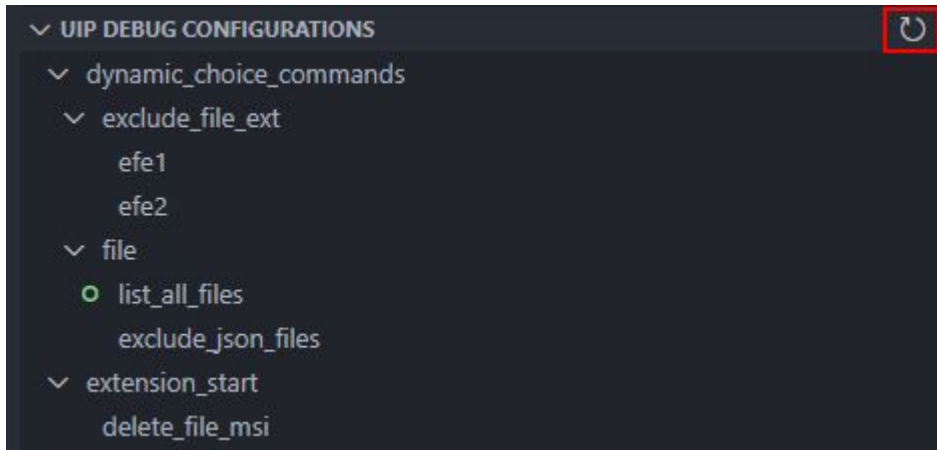 UIP DEBUG CONFIGURATIONS
dynamic_choice_commands
exclude_file_ext
efe1
efe2
file
list_all_files
exclude_json_files
extension_start
delete_file_msi